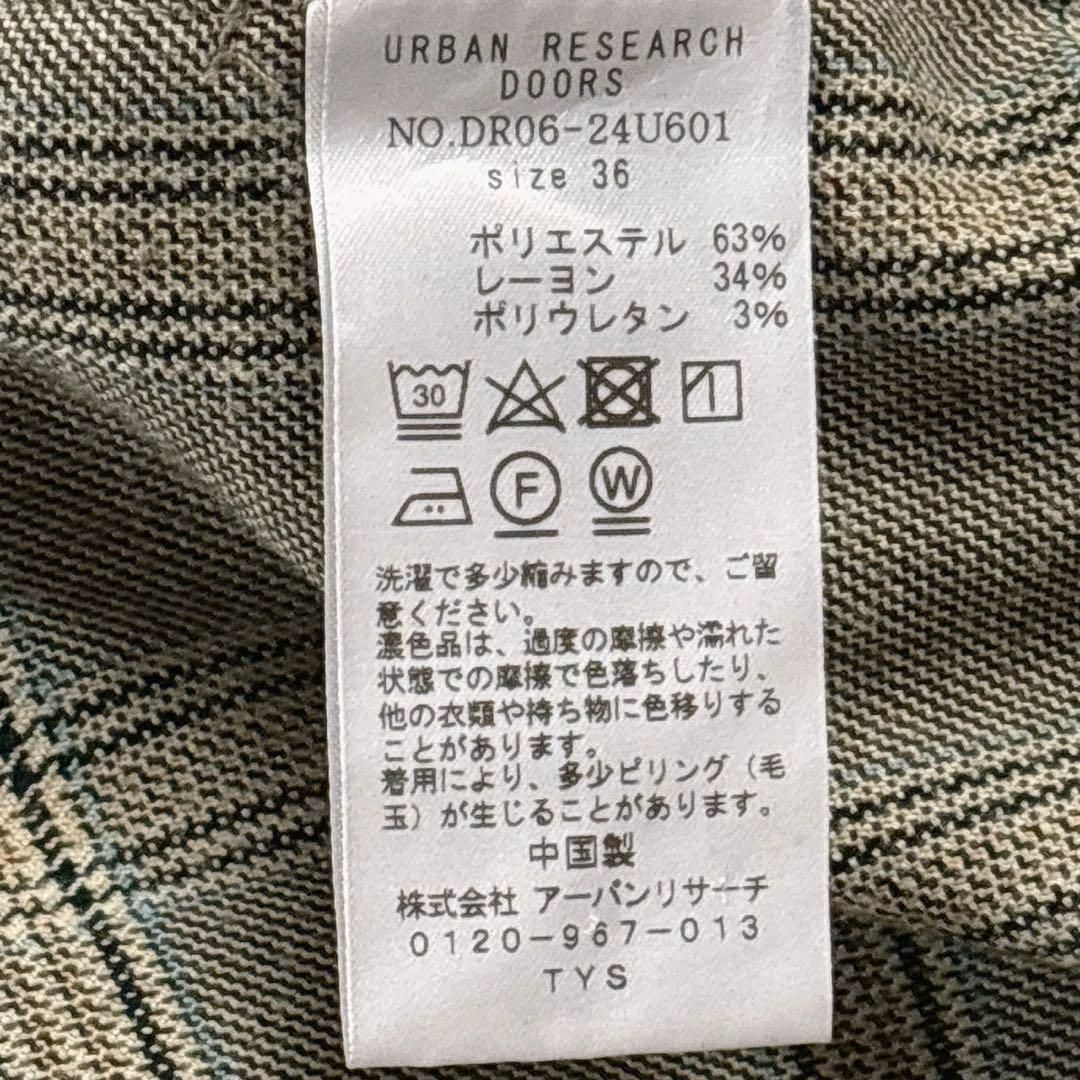 URBAN RESEARCH
DOORS
NO.DR06-24U601
size 36
ポリエステル 63%
レーヨン 34%
ポリウレタン 3%
30
F W
洗濯で多少縮みますので、ご留
意ください。
濃色品は、過度の摩擦や濡れた
状態での摩擦で色落ちしたり、
他の衣類や持ち物に色移りする
ことがあります。
着用により、多少ピリング（毛
玉）が生じることがあります。
中国製
株式会社 アーバンリサーチ
0120-967-013
TYS